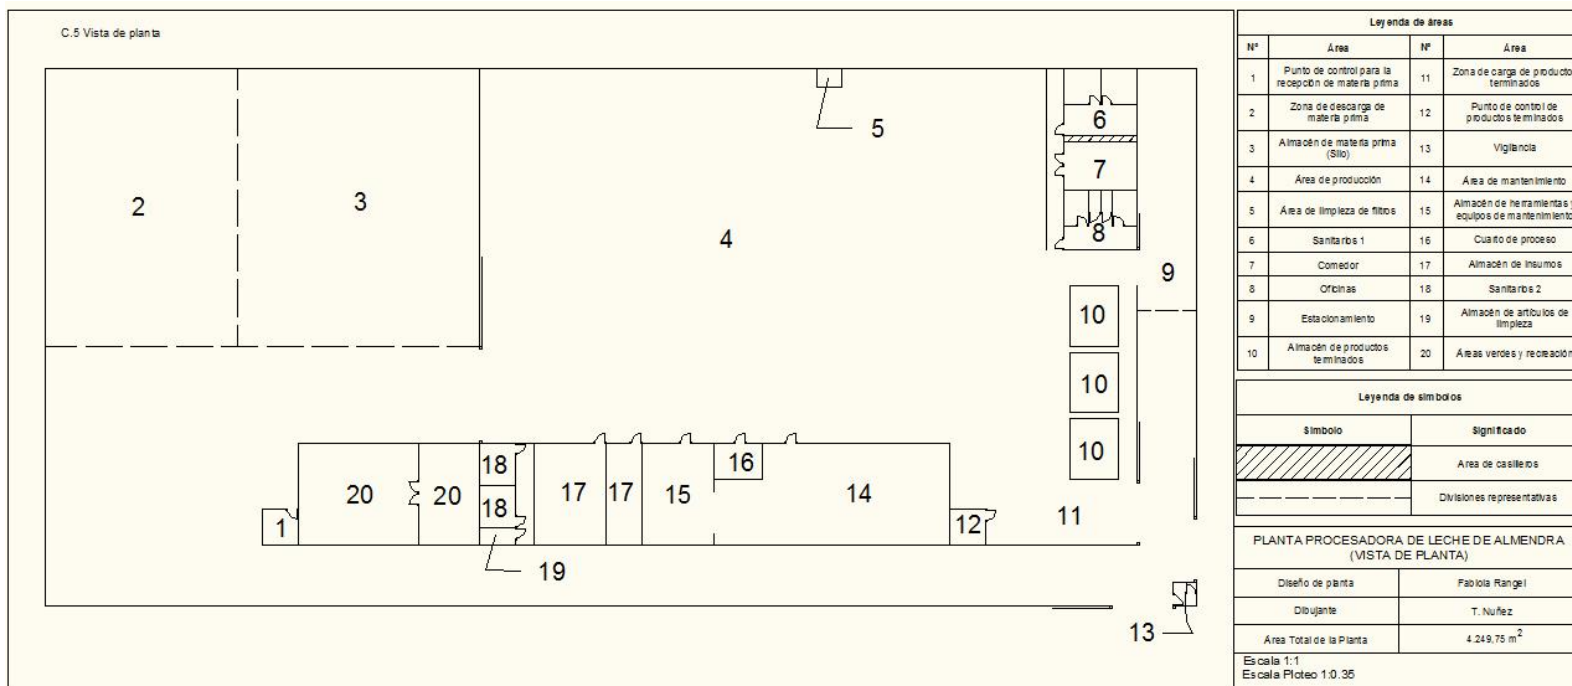 C.5 Vista de planta
2
3
4
5
6
7
8
9
10
10
10
20
20
18
18
17
17
15
16
14
12
11
1
19
13
Leyenda de áreas
Nº Área Nº Área
1 Punto de control para la recepción de materia prima 11 Zona de carga de producto terminados
2 Zona de descarga de materia prima 12 Punto de control de productos terminados
3 Almacén de materia prima (Silo) 13 Vigilancia
4 Área de producción 14 Área de mantenimiento
5 Área de limpieza de filtros 15 Almacén de herramientas y equipos de mantenimiento
6 Sanitarios 1 16 Cuarto de proceso
7 Comedor 17 Almacén de insumos
8 Oficinas 18 Sanitarios 2
9 Estacionamiento 19 Almacén de artículos de limpieza
10 Almacén de productos terminados 20 Áreas verdes y recreación
Leyenda de símbolos
Símbolo Significado
Área de casilleros
Divisiones representativas
PLANTA PROCESADORA DE LECHE DE ALMENDRA
(VISTA DE PLANTA)
Diseño de planta Fabiola Rangel
Dibujante T. Nuñez
Área Total de la Planta 4.249,75 m²
Escala 1:1
Escala Ploteo 1:0.35